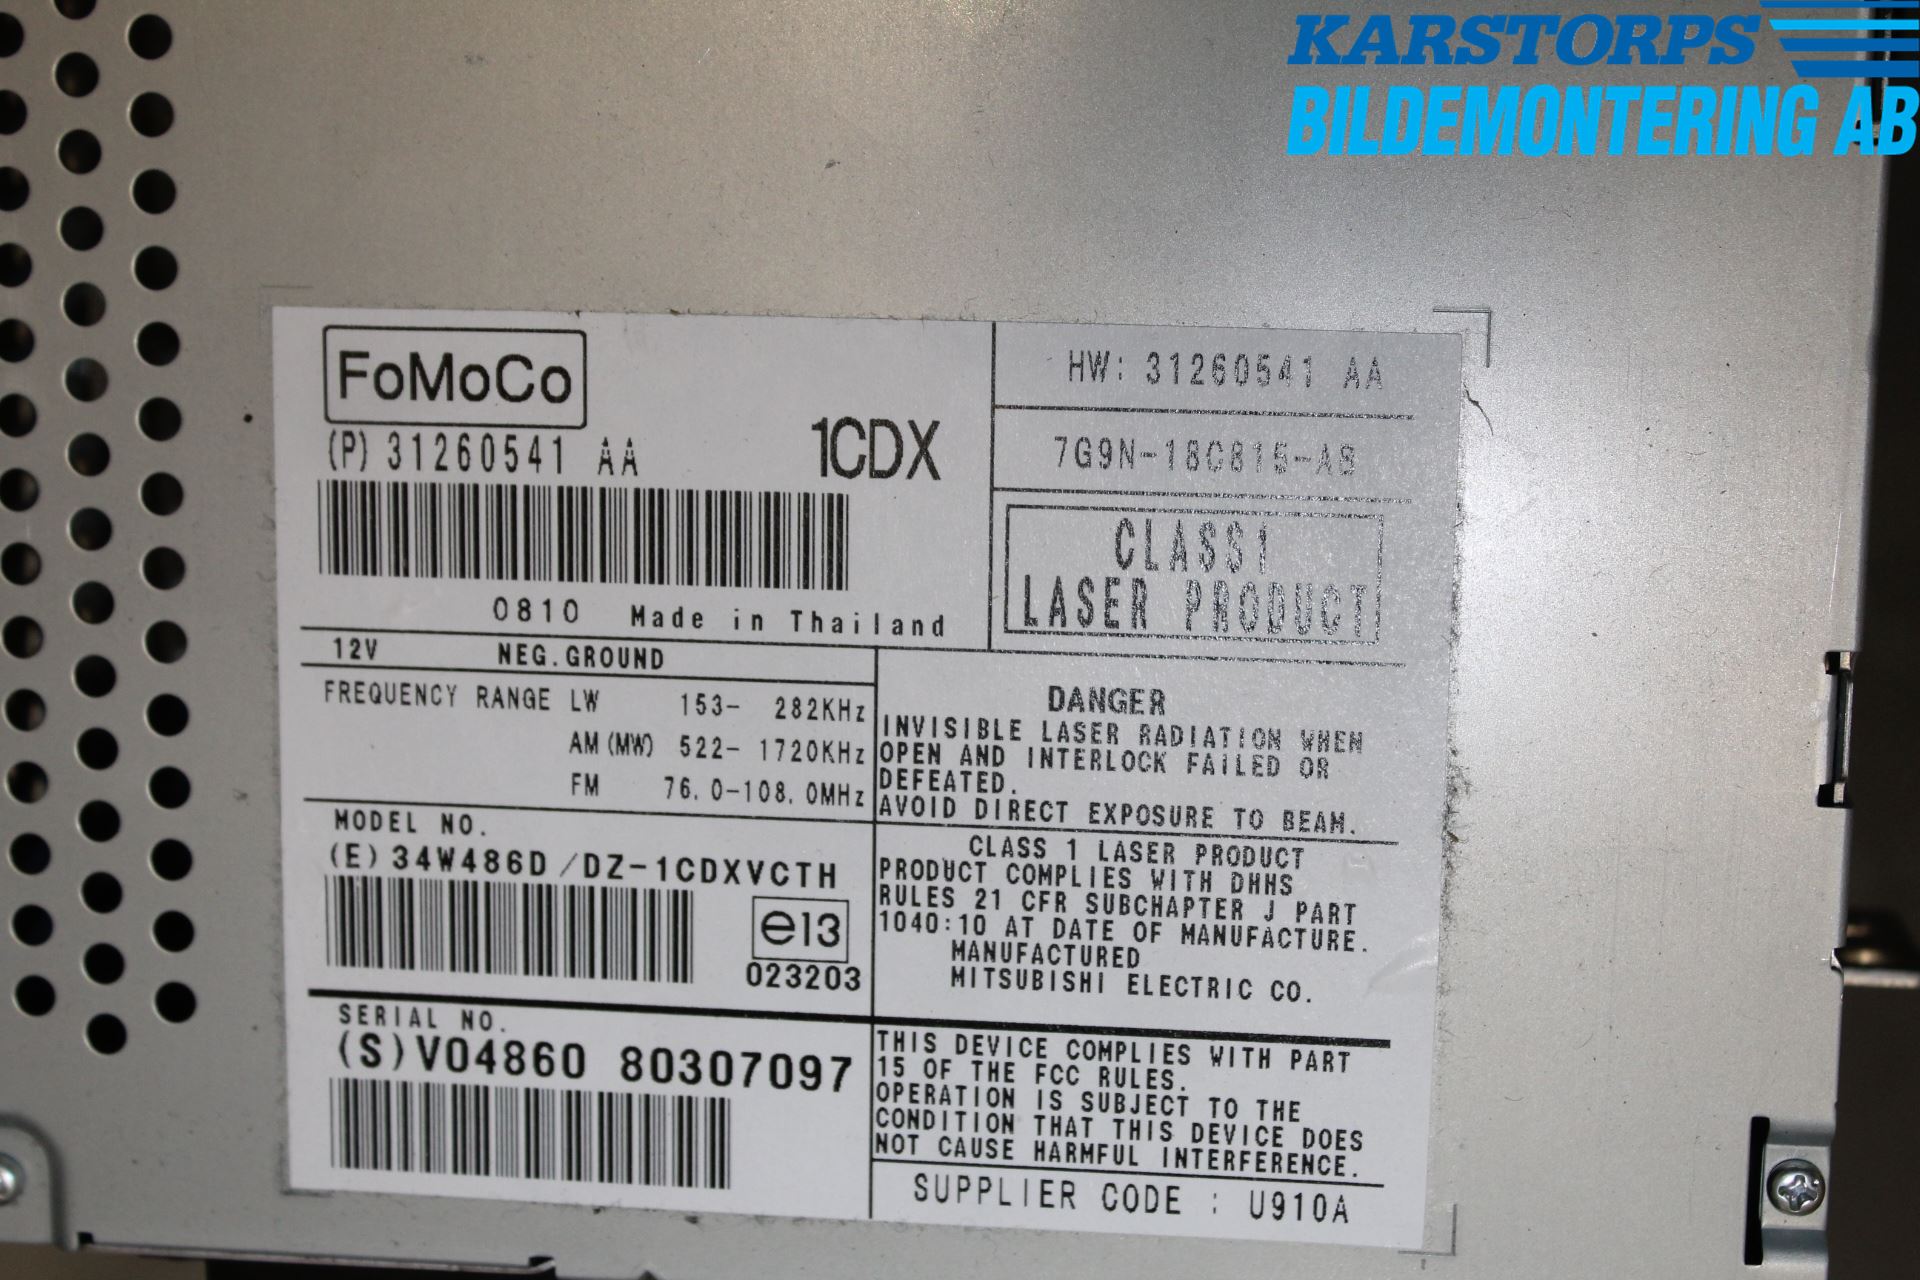 KARSTORPS
BILDEMONTERING AB
FoMoCo
(P) 31260541 AA
1CDX
0810 Made in Thailand
HW: 31260541 AA
7G9N-18C815-AB
CLASS1
LASER PRODUCT
12V NEG.GROUND
FREQUENCY RANGE LW 153- 282KHz
AM (MW) 522- 1720KHz
FM 76.0-108.0MHz
DANGER
INVISIBLE LASER RADIATION WHEN
OPEN AND INTERLOCK FAILED OR
DEFEATED.
AVOID DIRECT EXPOSURE TO BEAM.
MODEL NO.
(E) 34W486D/DZ-1CDXVCTH
e13
023203
CLASS 1 LASER PRODUCT
PRODUCT COMPLIES WITH DHHS
RULES 21 CFR SUBCHAPTER J PART
1040:10 AT DATE OF MANUFACTURE.
MANUFACTURED
MITSUBISHI ELECTRIC CO.
SERIAL NO.
(S)V04860 80307097
THIS DEVICE COMPLIES WITH PART
15 OF THE FCC RULES.
OPERATION IS SUBJECT TO THE
CONDITION THAT THIS DEVICE DOES
NOT CAUSE HARMFUL INTERFERENCE.
SUPPLIER CODE : U910A